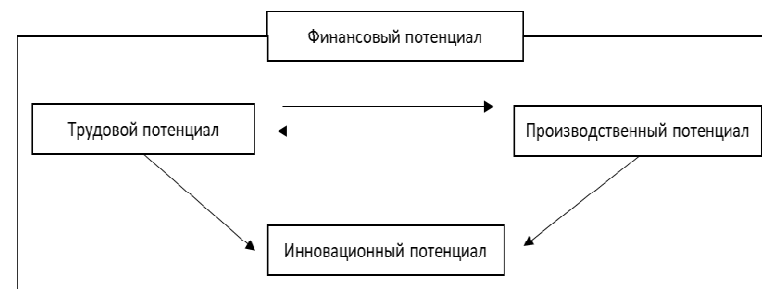 Финансовый потенциал
Трудовой потенциал
Производственный потенциал
Инновационный потенциал